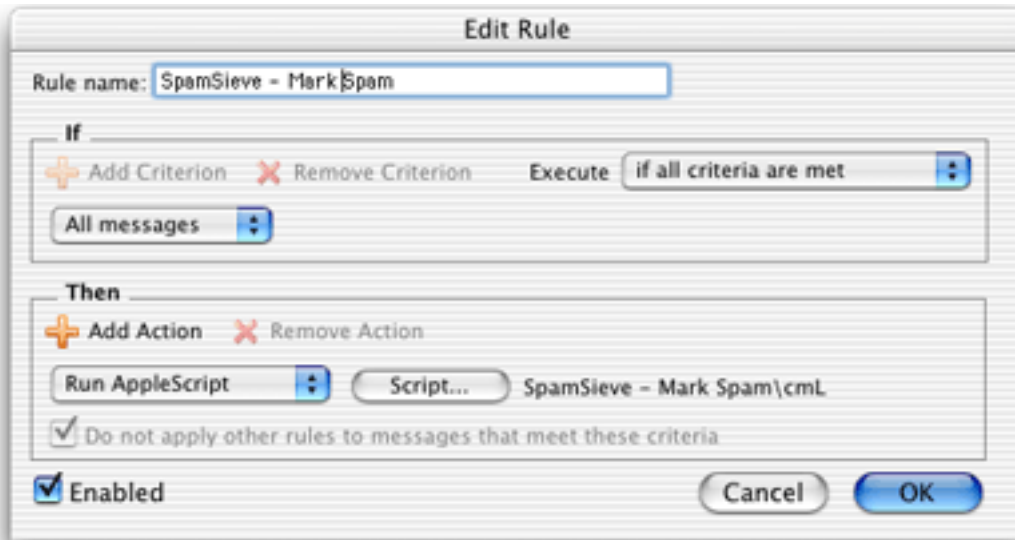 Edit Rule
Rule name: SpamSieve - Mark Spam
If
Add Criterion Remove Criterion Execute if all criteria are met
All messages
Then
Add Action Remove Action
Run AppleScript Script... SpamSieve - Mark Spam\cmL
Do not apply other rules to messages that meet these criteria
Enabled Cancel OK